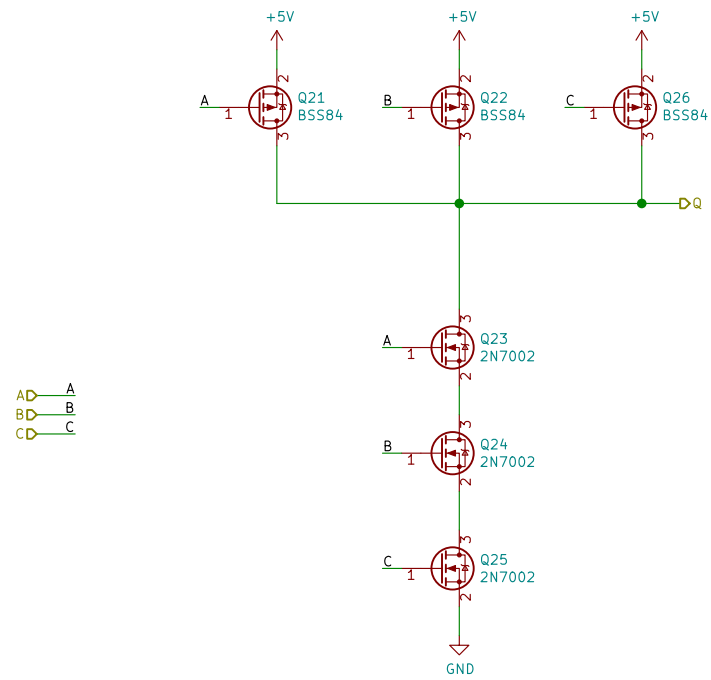 +5V +5V +5V
2 2 2
A 1 Q21 BSS84
B 1 Q22 BSS84
C 1 Q26 BSS84
3 3 3
Q
3
A 1 Q23
2N7002
2
A A
B B
C C
3
B 1 Q24
2N7002
2
3
C 1 Q25
2N7002
2
GND